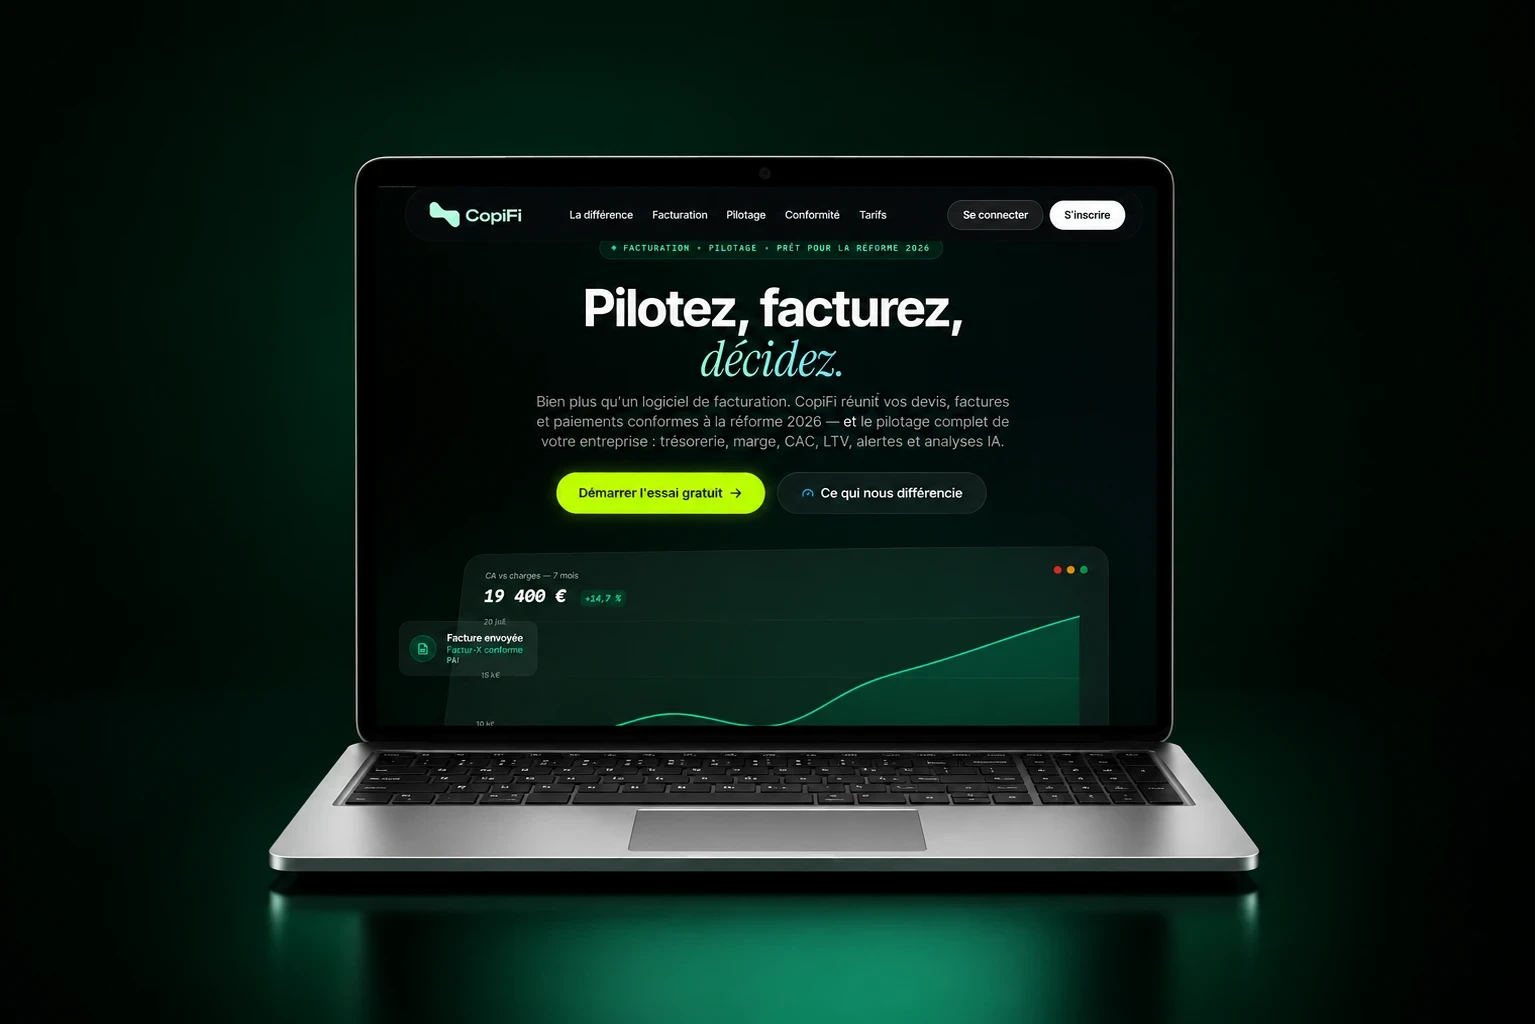 CopiFi
La différence
Facturation
Pilotage
Conformité
Tarifs
Se connecter
S'inscrire
FACTURATION • PILOTAGE • PRÊT POUR LA RÉFORME 2026
Pilotez, facturez,
décidez.
Bien plus qu'un logiciel de facturation. CopiFi réunit vos devis, factures
et paiements conformes à la réforme 2026 — et le pilotage complet de
votre entreprise : trésorerie, marge, CAC, LTV, alertes et analyses IA.
Démarrer l'essai gratuit →
Ce qui nous différencie
CA vs charges — 7 mois
19 400 €
+14,7 %
20 juil.
Facture envoyée
Factur-X conforme
PAI
15 k€
10 k€